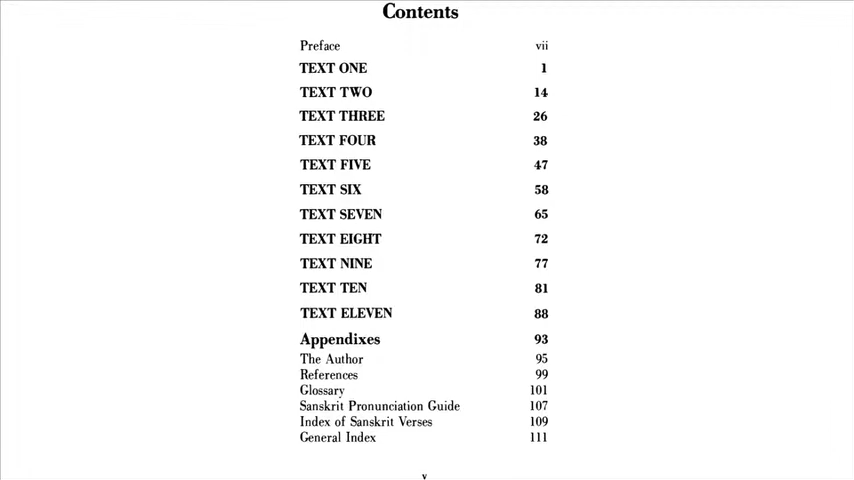 Contents
Preface vii
TEXT ONE 1
TEXT TWO 14
TEXT THREE 26
TEXT FOUR 38
TEXT FIVE 47
TEXT SIX 58
TEXT SEVEN 65
TEXT EIGHT 72
TEXT NINE 77
TEXT TEN 81
TEXT ELEVEN 88
Appendixes 93
The Author 95
References 99
Glossary 101
Sanskrit Pronunciation Guide 107
Index of Sanskrit Verses 109
General Index 111
v